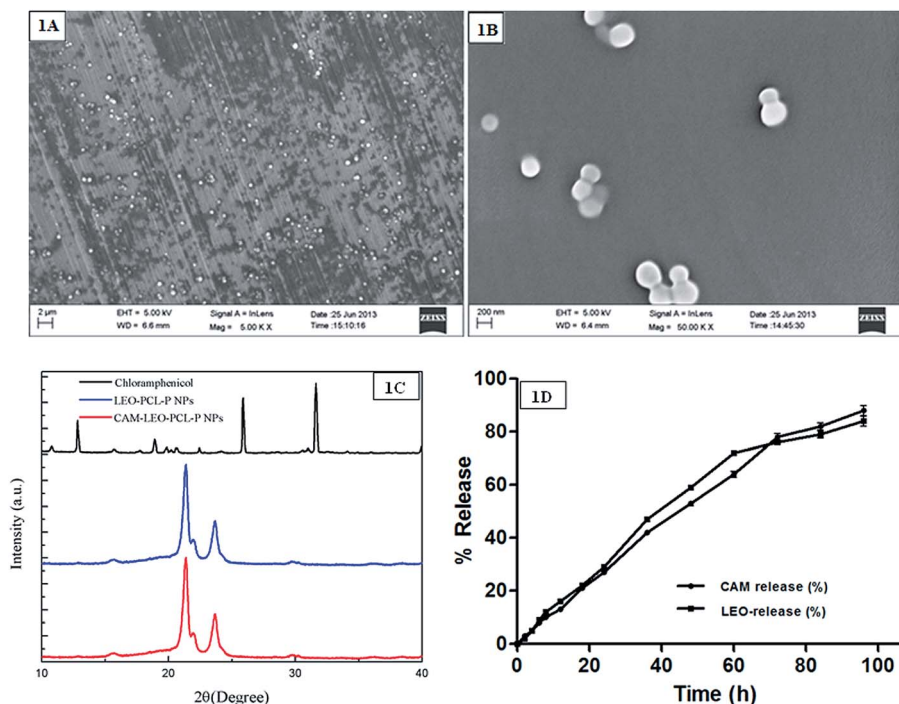 1A
2 µm
EHT = 5.00 kV
WD = 6.6 mm
Signal A = InLens
Mag = 5.00 K X
Date :25 Jun 2013
Time :15:10:16
ZEISS
1B
200 nm
EHT = 5.00 kV
WD = 6.4 mm
Signal A = InLens
Mag = 50.00 K X
Date :25 Jun 2013
Time :14:45:30
ZEISS
1C
Chloramphenicol
LEO-PCL-P NPs
CAM-LEO-PCL-P NPs
Intensity (a.u.)
10 20 30 40
2θ(Degree)
1D
% Release
100
80
60
40
20
0
CAM release (%)
LEO-release (%)
0 20 40 60 80 100
Time (h)